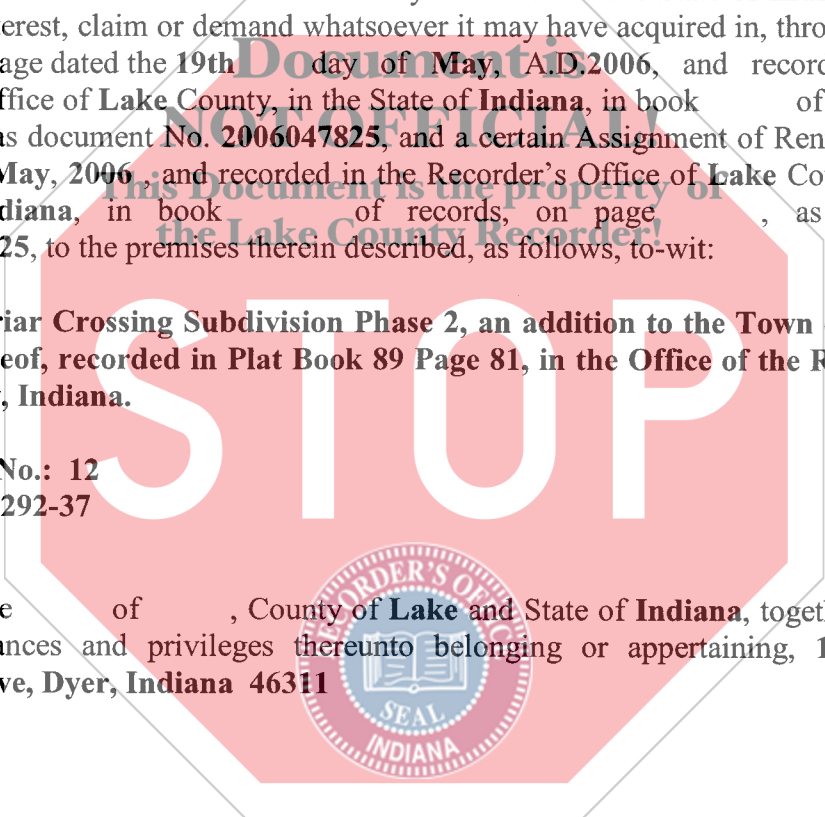 erest, claim or demand whatsoever it may have acquired in, thro
age dated the 19th day of May, A.D.2006, and record
ffice of Lake County, in the State of Indiana, in book of
as document No. 2006047825, and a certain Assignment of Ren
May, 2006 , and recorded in the Recorder's Office of Lake Cou
diana, in book of records, on page , as
25, to the premises therein described, as follows, to-wit:
riar Crossing Subdivision Phase 2, an addition to the Town
eof, recorded in Plat Book 89 Page 81, in the Office of the R
, Indiana.
No.: 12
292-37
e of , County of Lake and State of Indiana, toget
ances and privileges thereunto belonging or appertaining, 1
ve, Dyer, Indiana 46311
Document is
NOT OFFICIAL!
This Document is the property of
the Lake County Recorder!
STOP
RECORDER'S OFFICE
SEAL
INDIANA